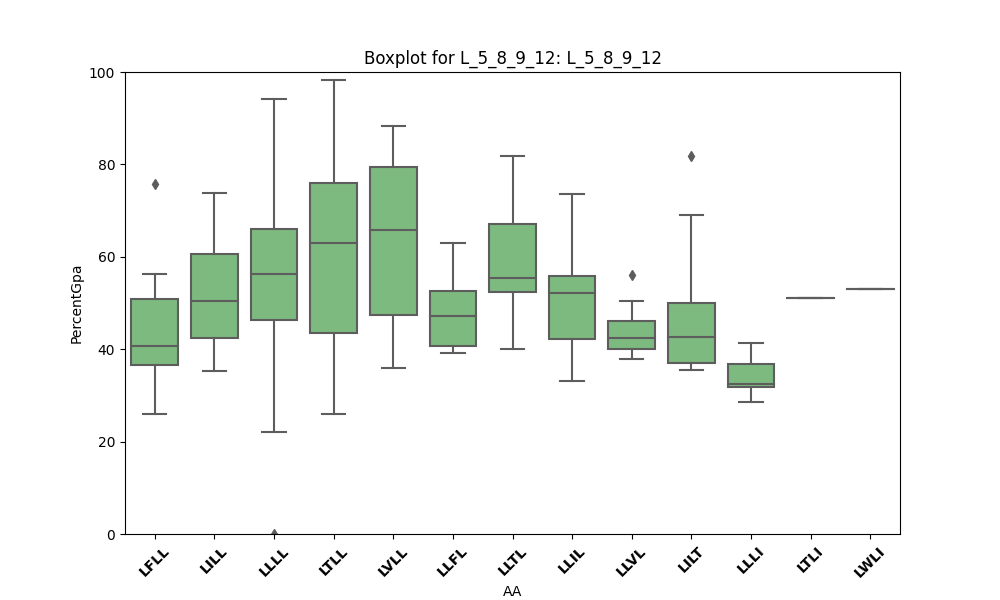 Boxplot for L_5_8_9_12: L_5_8_9_12
PercentGpa
100
80
60
40
20
0
LFLL LILL LLLL LTLL LVLL LLFL LLTL LLIL LLVL LILT LLLI LTLI LWLI
AA